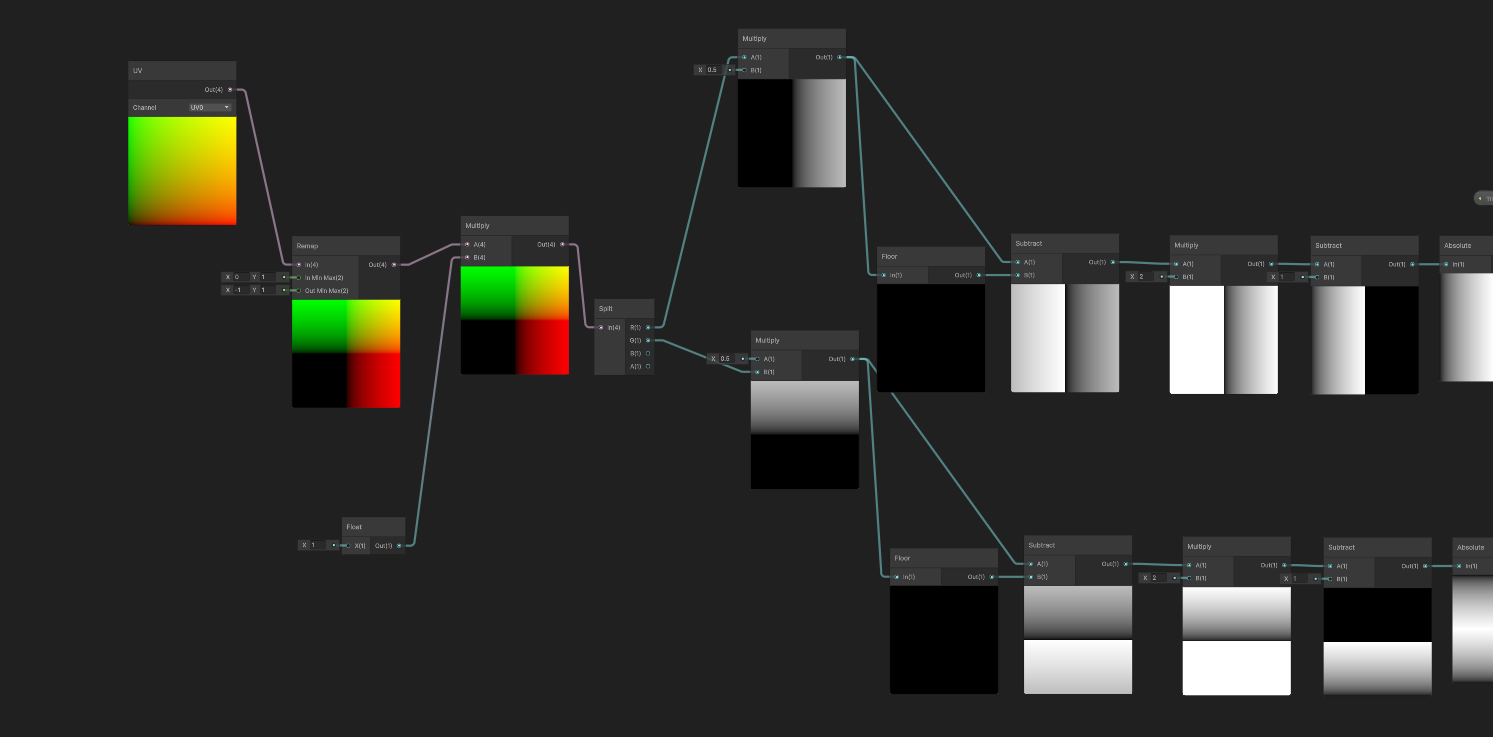 UV
Out(4)
Channel UV0
Remap
In(4) Out(4)
X 0 Y 1 In Min Max(2)
X -1 Y 1 Out Min Max(2)
Float
X 1 X(1) Out(1)
Multiply
A(4) Out(4)
B(4)
Split
In(4) R(1)
G(1)
B(1)
A(1)
Multiply
A(1) Out(1)
X 0.5 B(1)
Multiply
X 0.5 A(1) Out(1)
B(1)
Floor
In(1) Out(1)
Subtract
A(1) Out(1)
B(1)
Multiply
A(1) Out(1)
X 2 B(1)
Subtract
A(1) Out(1)
X 1 B(1)
Absolute
In(1)
Floor
In(1) Out(1)
Subtract
A(1) Out(1)
B(1)
Multiply
A(1) Out(1)
X 2 B(1)
Subtract
A(1) Out(1)
X 1 B(1)
Absolute
In(1)